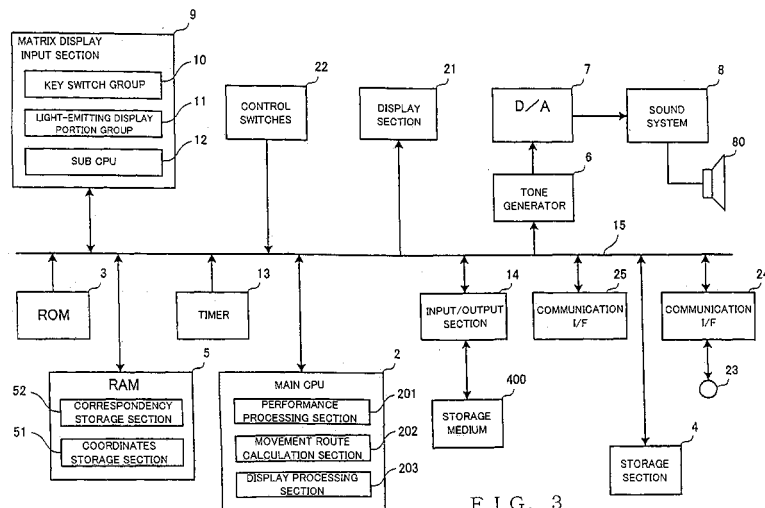 9
MATRIX DISPLAY
INPUT SECTION
10
KEY SWITCH GROUP
11
LIGHT-EMITTING DISPLAY
PORTION GROUP
12
SUB CPU
22
CONTROL
SWITCHES
21
DISPLAY
SECTION
7
D/A
8
SOUND
SYSTEM
80
6
TONE
GENERATOR
15
3
ROM
13
TIMER
14
INPUT/OUTPUT
SECTION
25
COMMUNICATION
I/F
24
COMMUNICATION
I/F
23
5
RAM
52
CORRESPONDENCY
STORAGE SECTION
51
COORDINATES
STORAGE SECTION
2
MAIN CPU
201
PERFORMANCE
PROCESSING SECTION
202
MOVEMENT ROUTE
CALCULATION SECTION
203
DISPLAY PROCESSING
SECTION
400
STORAGE
MEDIUM
4
STORAGE
SECTION
FIG. 3